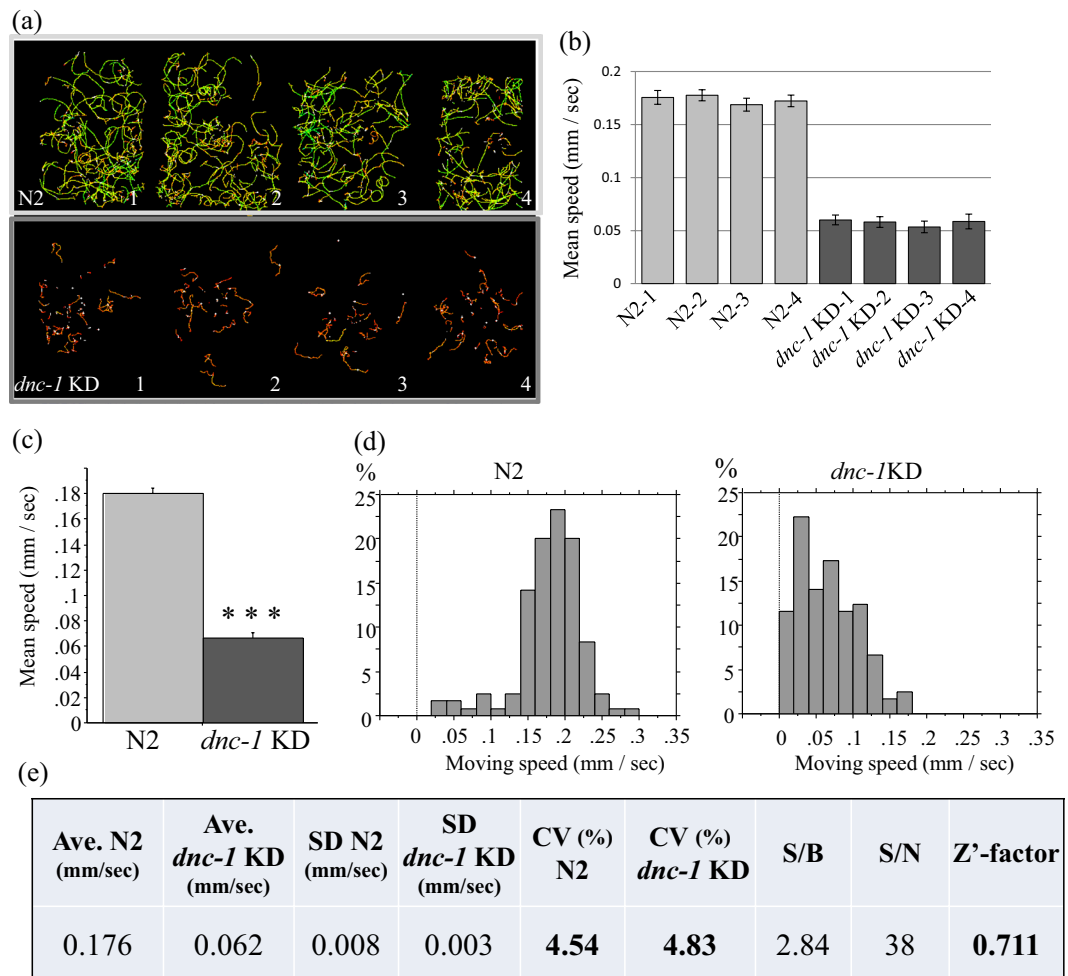 (a)
N2 1 2 3 4
dnc-1 KD 1 2 3 4
(b)
Mean speed (mm / sec)
0.2
0.15
0.1
0.05
0
N2-1 N2-2 N2-3 N2-4 dnc-1 KD-1 dnc-1 KD-2 dnc-1 KD-3 dnc-1 KD-4
(c)
Mean speed (mm / sec)
.18
.16
.14
.12
.1
.08
.06
.04
.02
0
* * *
N2 dnc-1 KD
(d)
% N2
25
20
15
10
5
0
0 .05 .1 .15 .2 .25 .3 .35
Moving speed (mm / sec)
% dnc-1KD
25
20
15
10
5
0
0 .05 .1 .15 .2 .25 .3 .35
Moving speed (mm / sec)
(e)
Ave. N2 (mm/sec) Ave. dnc-1 KD (mm/sec) SD N2 (mm/sec) SD dnc-1 KD (mm/sec) CV (%) N2 CV (%) dnc-1 KD S/B S/N Z’-factor
0.176 0.062 0.008 0.003 4.54 4.83 2.84 38 0.711